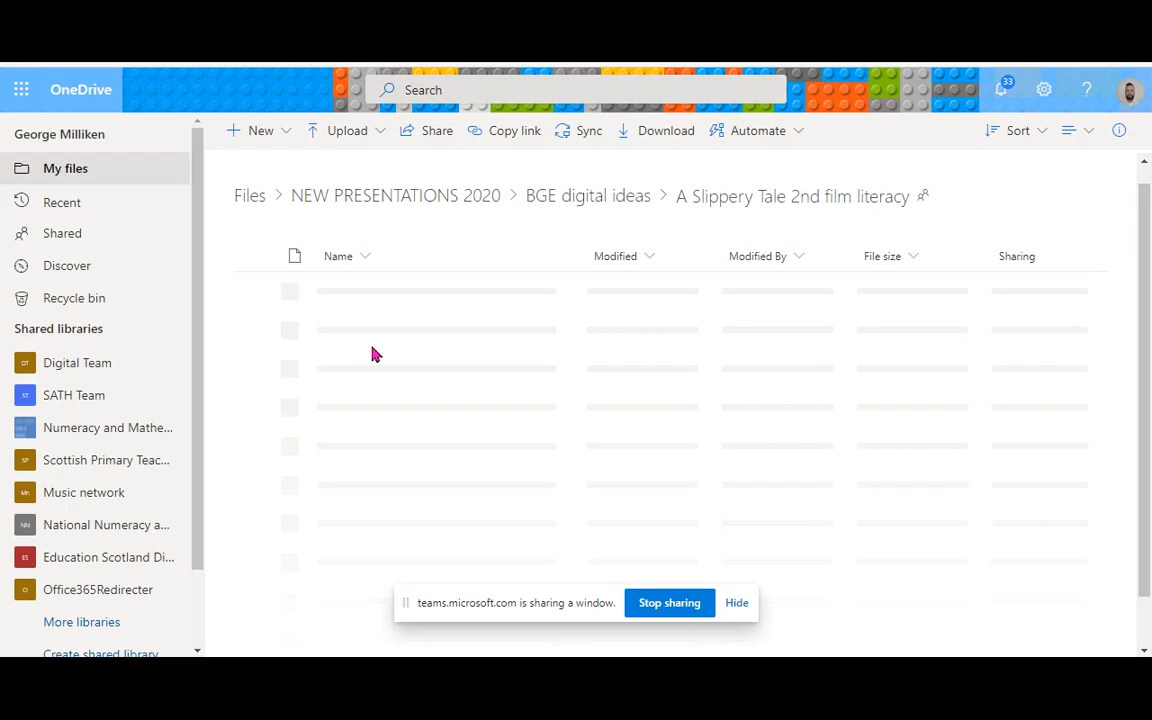 OneDrive
Search
33
?
George Milliken
New
Upload
Share
Copy link
Sync
Download
Automate
Sort
My files
Recent
Shared
Discover
Recycle bin
Shared libraries
DT Digital Team
ST SATH Team
Numeracy and Mathe...
SP Scottish Primary Teac...
Mn Music network
NN National Numeracy a...
ES Education Scotland Di...
O Office365Redirecter
More libraries
Create shared library
Files > NEW PRESENTATIONS 2020 > BGE digital ideas > A Slippery Tale 2nd film literacy
Name
Modified
Modified By
File size
Sharing
teams.microsoft.com is sharing a window.
Stop sharing
Hide